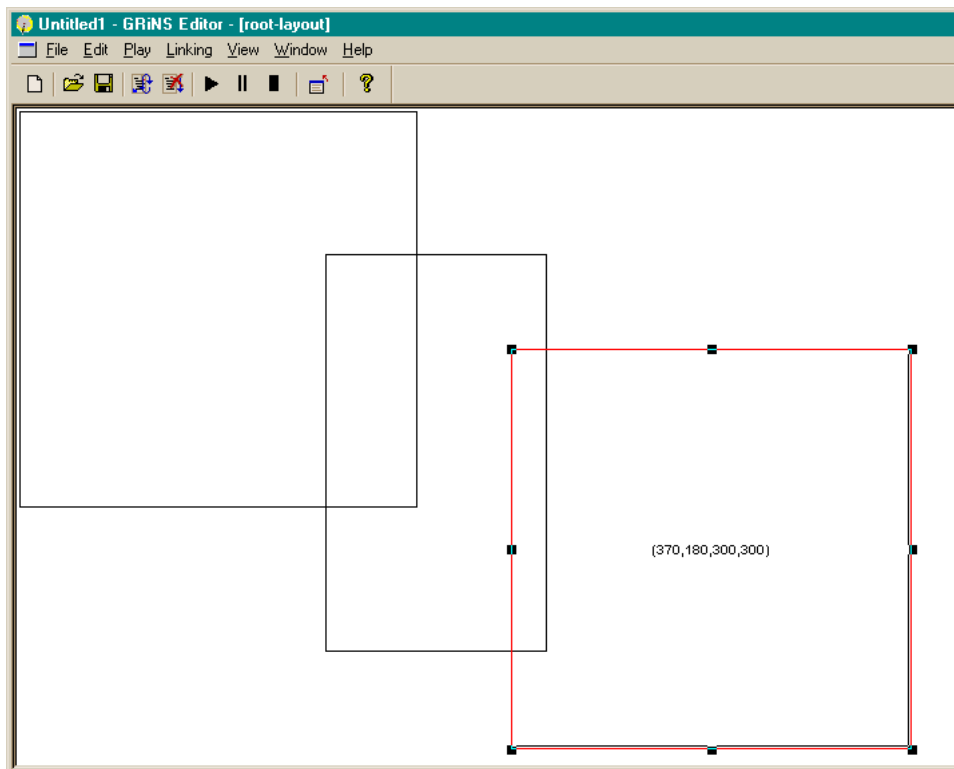 Untitled1 - GRiNS Editor - [root-layout]
File Edit Play Linking View Window Help
(370,180,300,300)